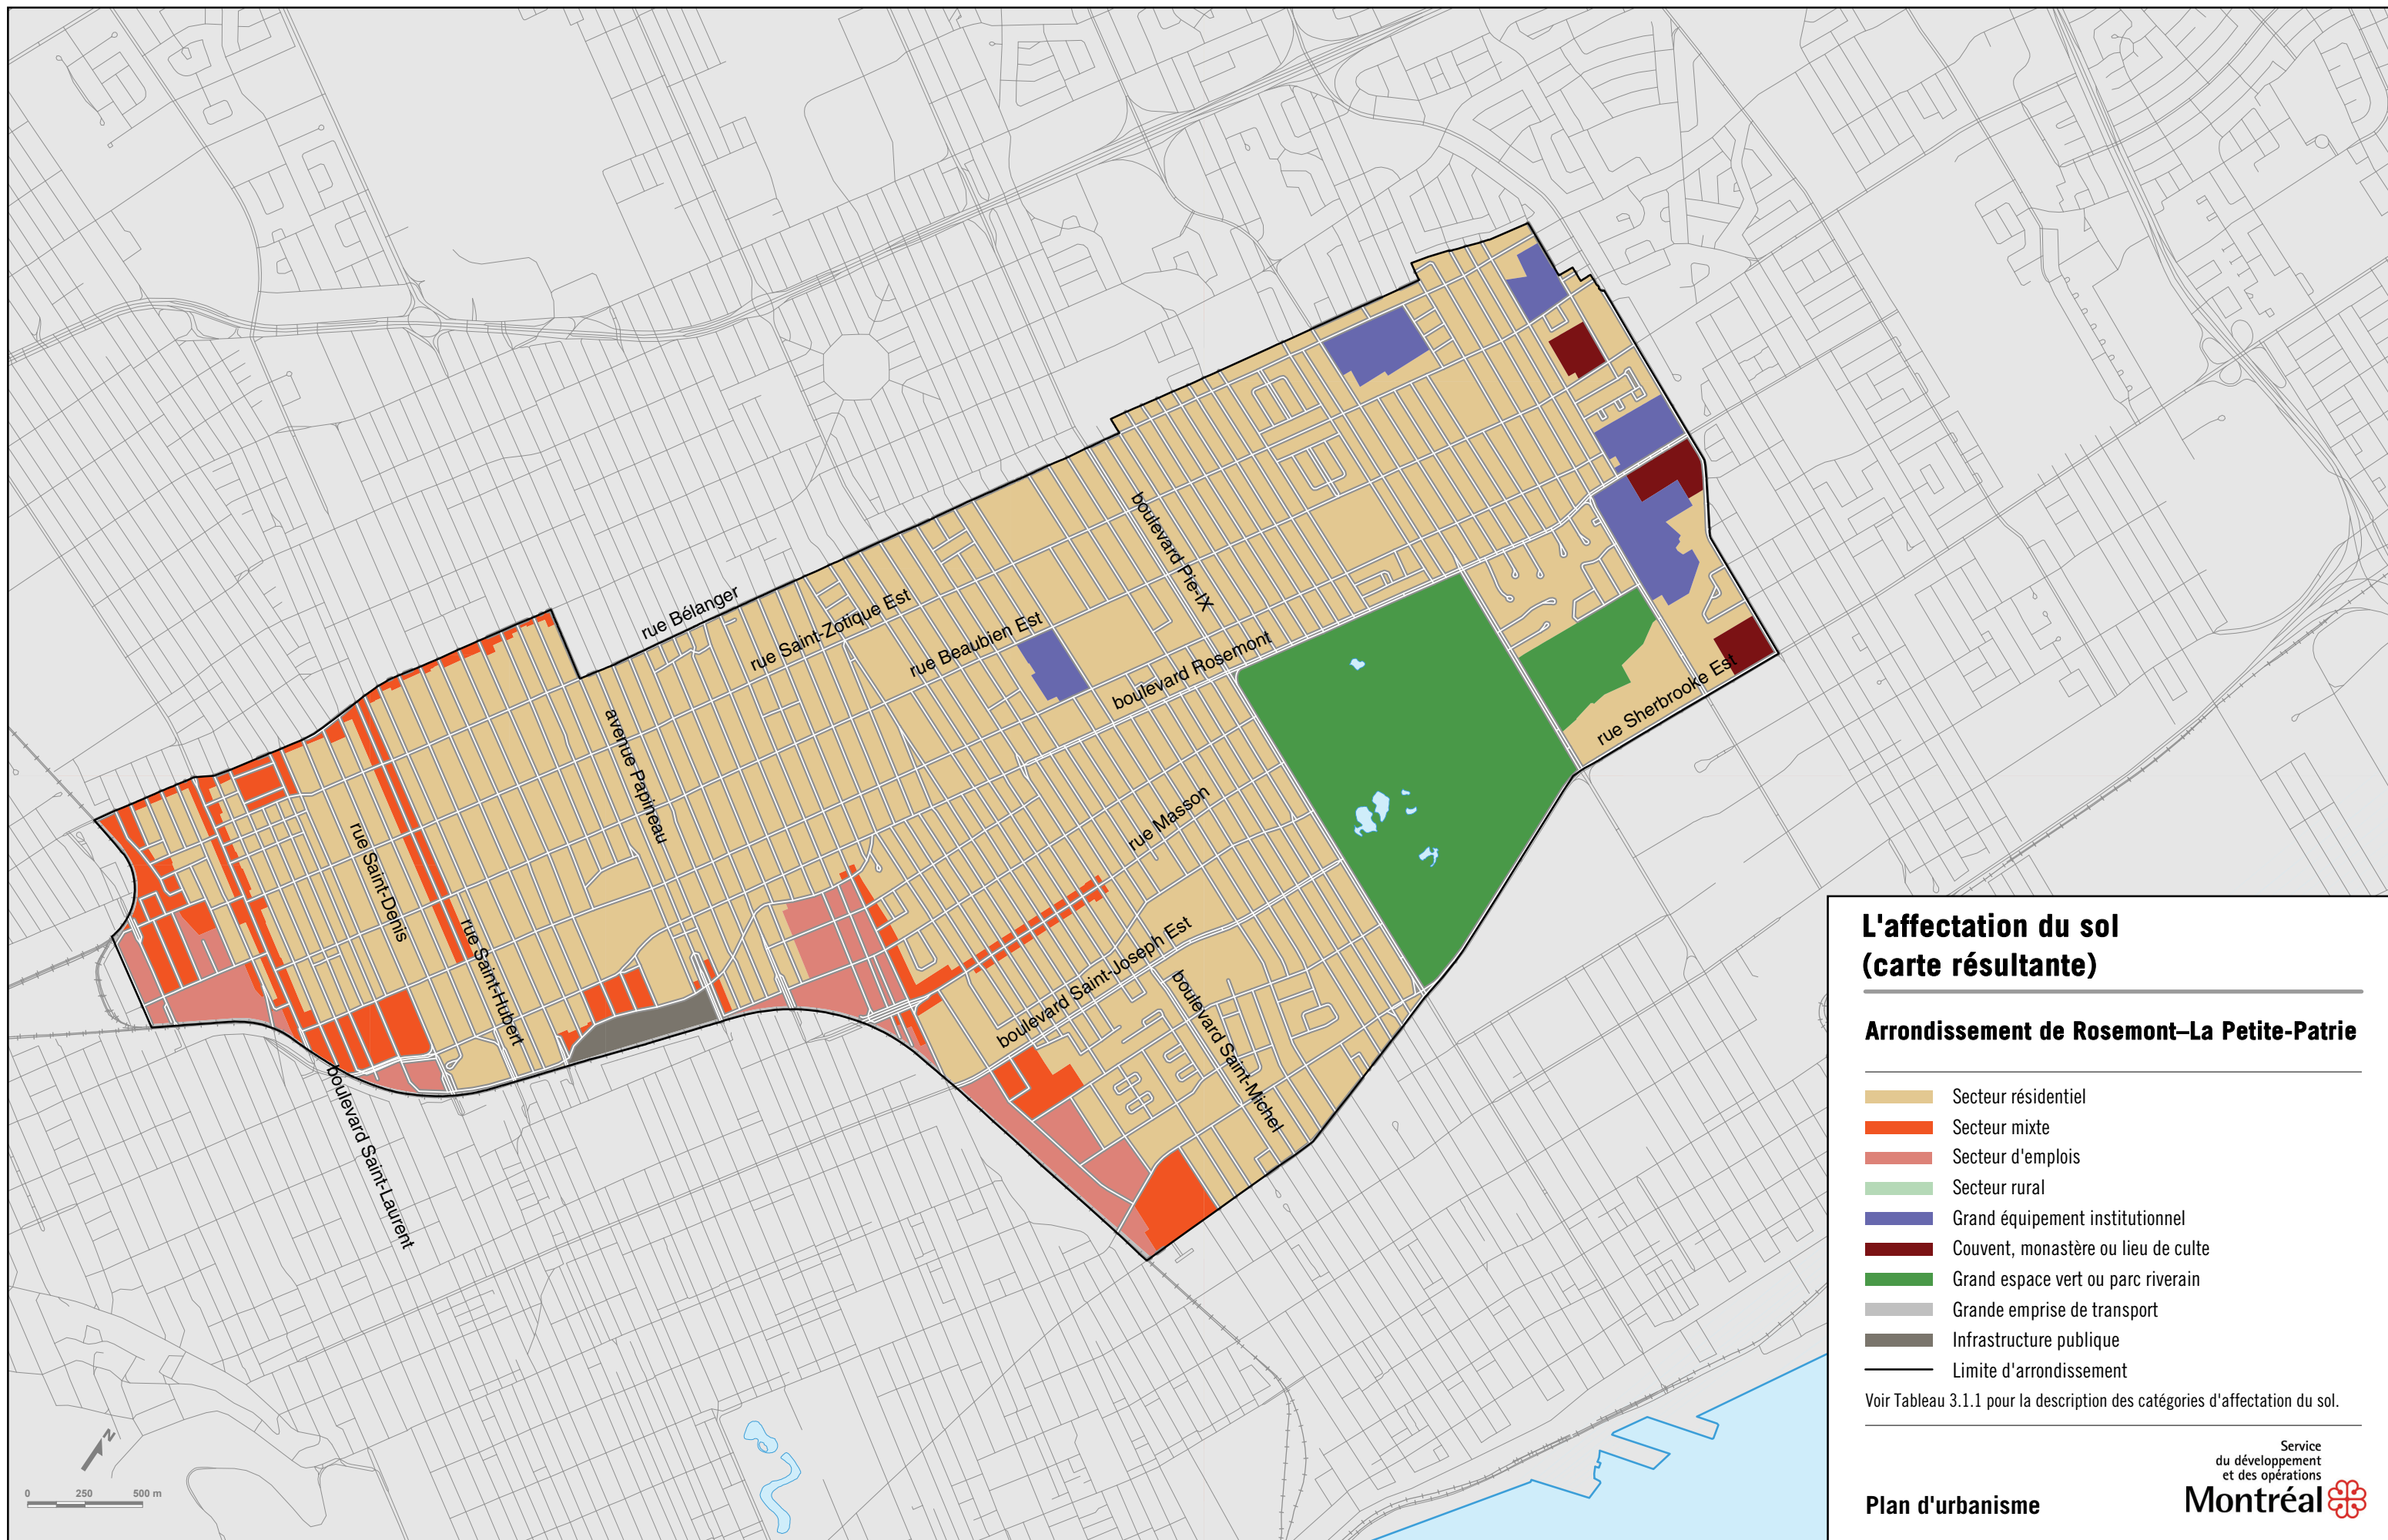 rue Bélanger
rue Saint-Zotique Est
rue Beaubien Est
boulevard Pie-IX
boulevard Rosemont
rue Sherbrooke Est
avenue Papineau
rue Masson
rue Saint-Denis
rue Saint-Hubert
boulevard Saint-Joseph Est
boulevard Saint-Michel
boulevard Saint-Laurent
N
0 250 500 m
L'affectation du sol
(carte résultante)
Arrondissement de Rosemont–La Petite-Patrie
Secteur résidentiel
Secteur mixte
Secteur d'emplois
Secteur rural
Grand équipement institutionnel
Couvent, monastère ou lieu de culte
Grand espace vert ou parc riverain
Grande emprise de transport
Infrastructure publique
Limite d'arrondissement
Voir Tableau 3.1.1 pour la description des catégories d'affectation du sol.
Service
du développement
et des opérations
Plan d'urbanisme
Montréal